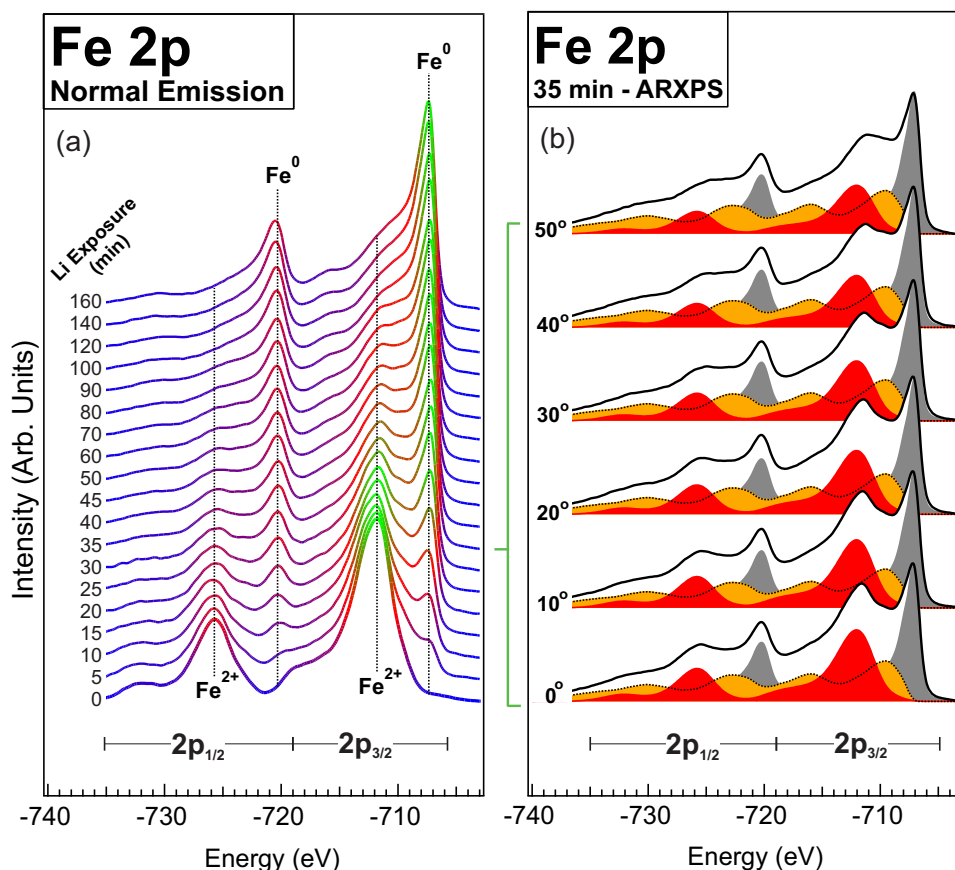 Fe 2p
Normal Emission
(a)
Fe⁰
Fe⁰
Li Exposure
(min)
160
140
120
100
90
80
70
60
50
45
40
35
30
25
20
15
10
5
0
Fe²⁺
Fe²⁺
2p₁/₂
2p₃/₂
Intensity (Arb. Units)
-740
-730
-720
-710
Energy (eV)
Fe 2p
35 min - ARXPS
(b)
50°
40°
30°
20°
10°
0°
2p₁/₂
2p₃/₂
-740
-730
-720
-710
Energy (eV)